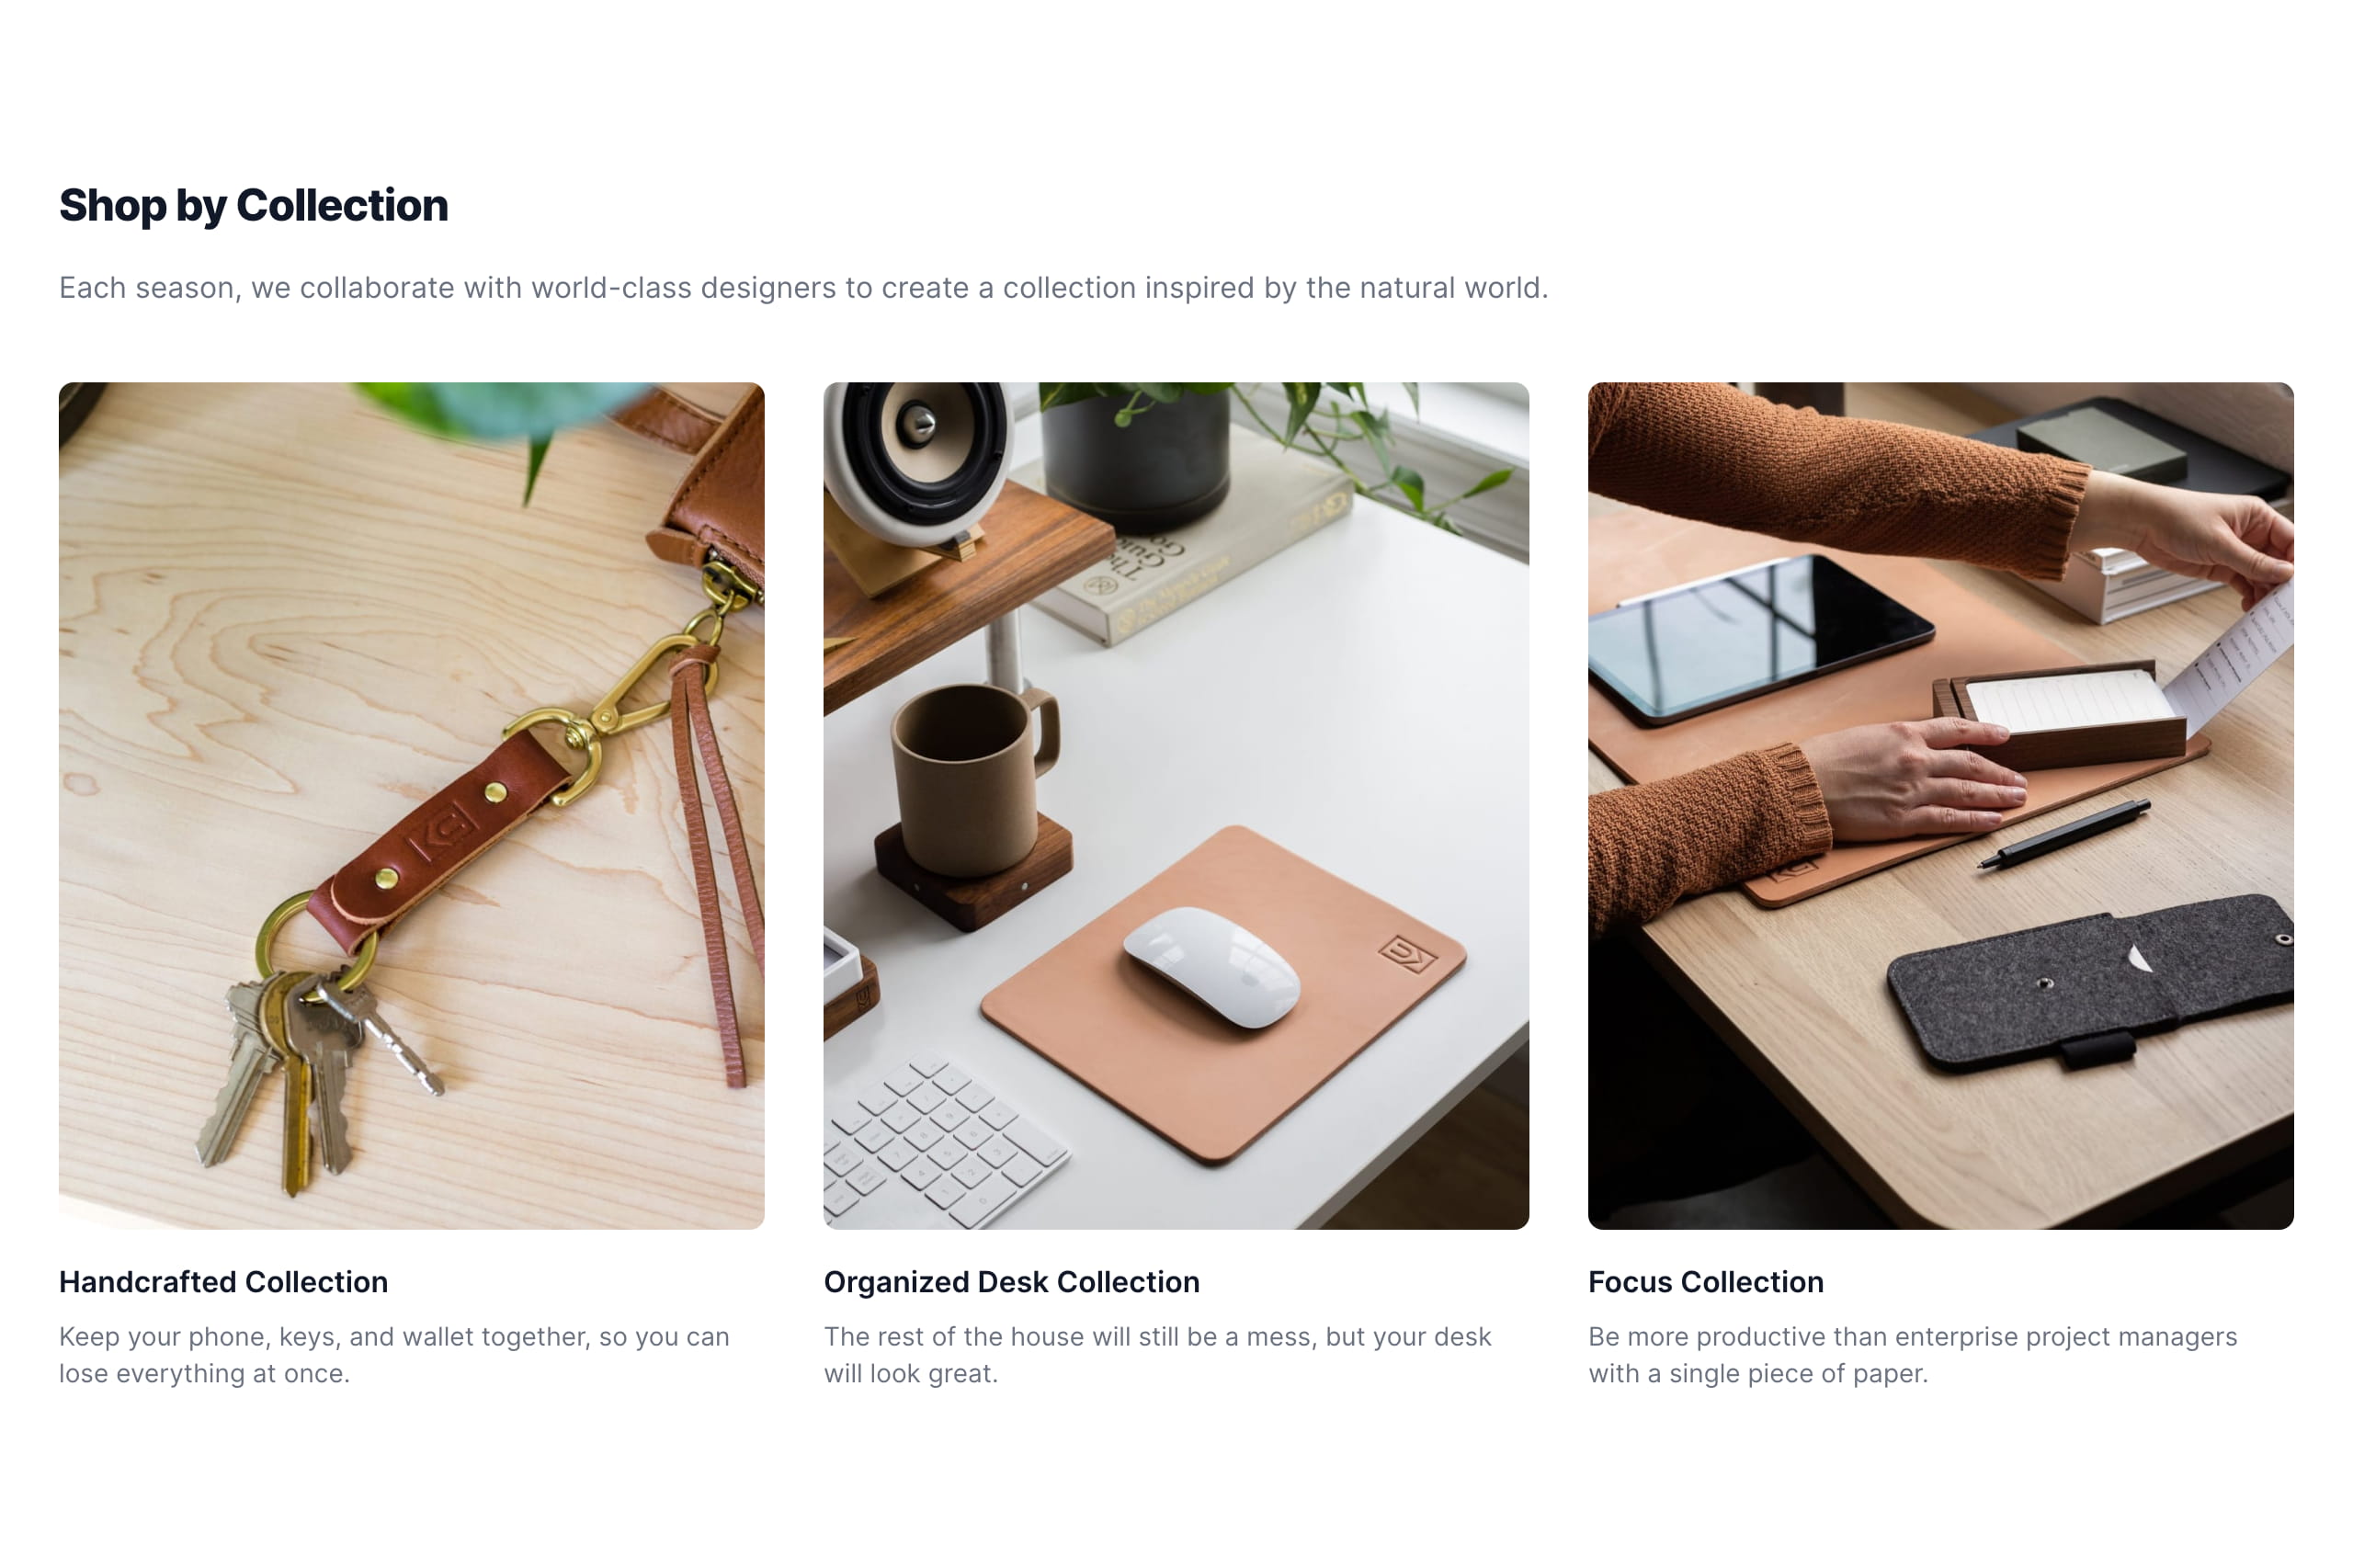 Shop by Collection
Each season, we collaborate with world-class designers to create a collection inspired by the natural world.
Handcrafted Collection
Keep your phone, keys, and wallet together, so you can
lose everything at once.
Organized Desk Collection
The rest of the house will still be a mess, but your desk
will look great.
Focus Collection
Be more productive than enterprise project managers
with a single piece of paper.